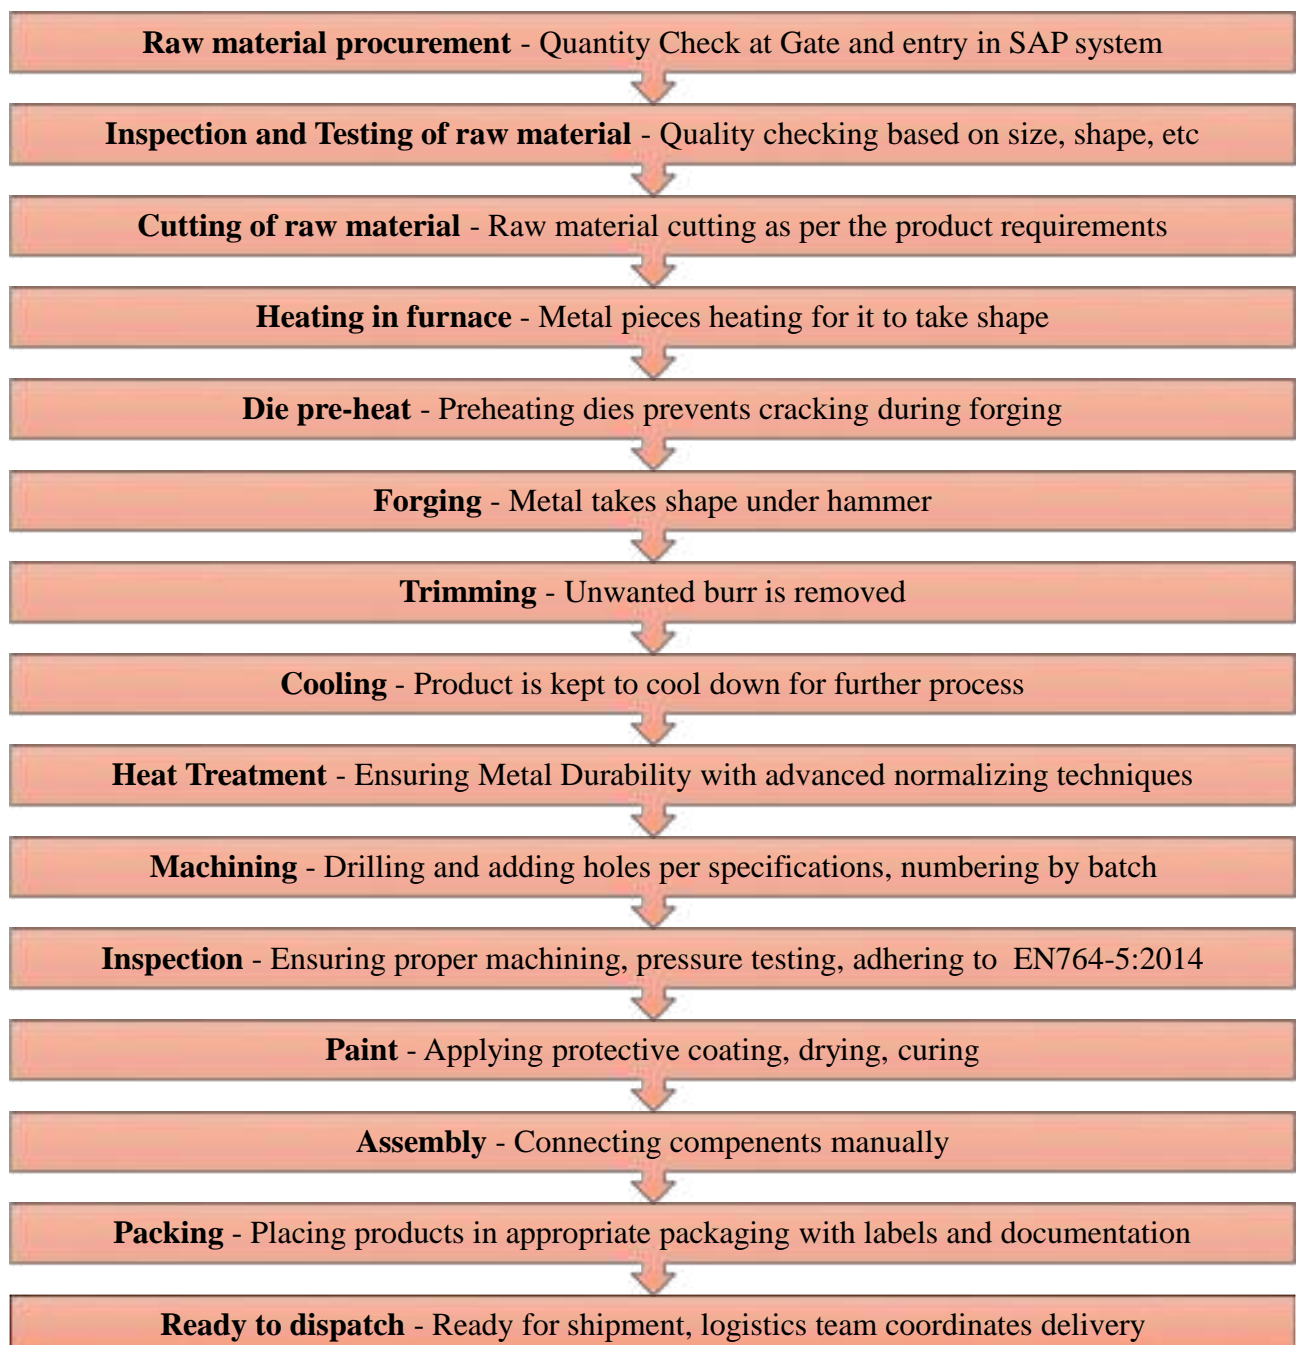 Raw material procurement - Quantity Check at Gate and entry in SAP system
Inspection and Testing of raw material - Quality checking based on size, shape, etc
Cutting of raw material - Raw material cutting as per the product requirements
Heating in furnace - Metal pieces heating for it to take shape
Die pre-heat - Preheating dies prevents cracking during forging
Forging - Metal takes shape under hammer
Trimming - Unwanted burr is removed
Cooling - Product is kept to cool down for further process
Heat Treatment - Ensuring Metal Durability with advanced normalizing techniques
Machining - Drilling and adding holes per specifications, numbering by batch
Inspection - Ensuring proper machining, pressure testing, adhering to EN764-5:2014
Paint - Applying protective coating, drying, curing
Assembly - Connecting compenents manually
Packing - Placing products in appropriate packaging with labels and documentation
Ready to dispatch - Ready for shipment, logistics team coordinates delivery